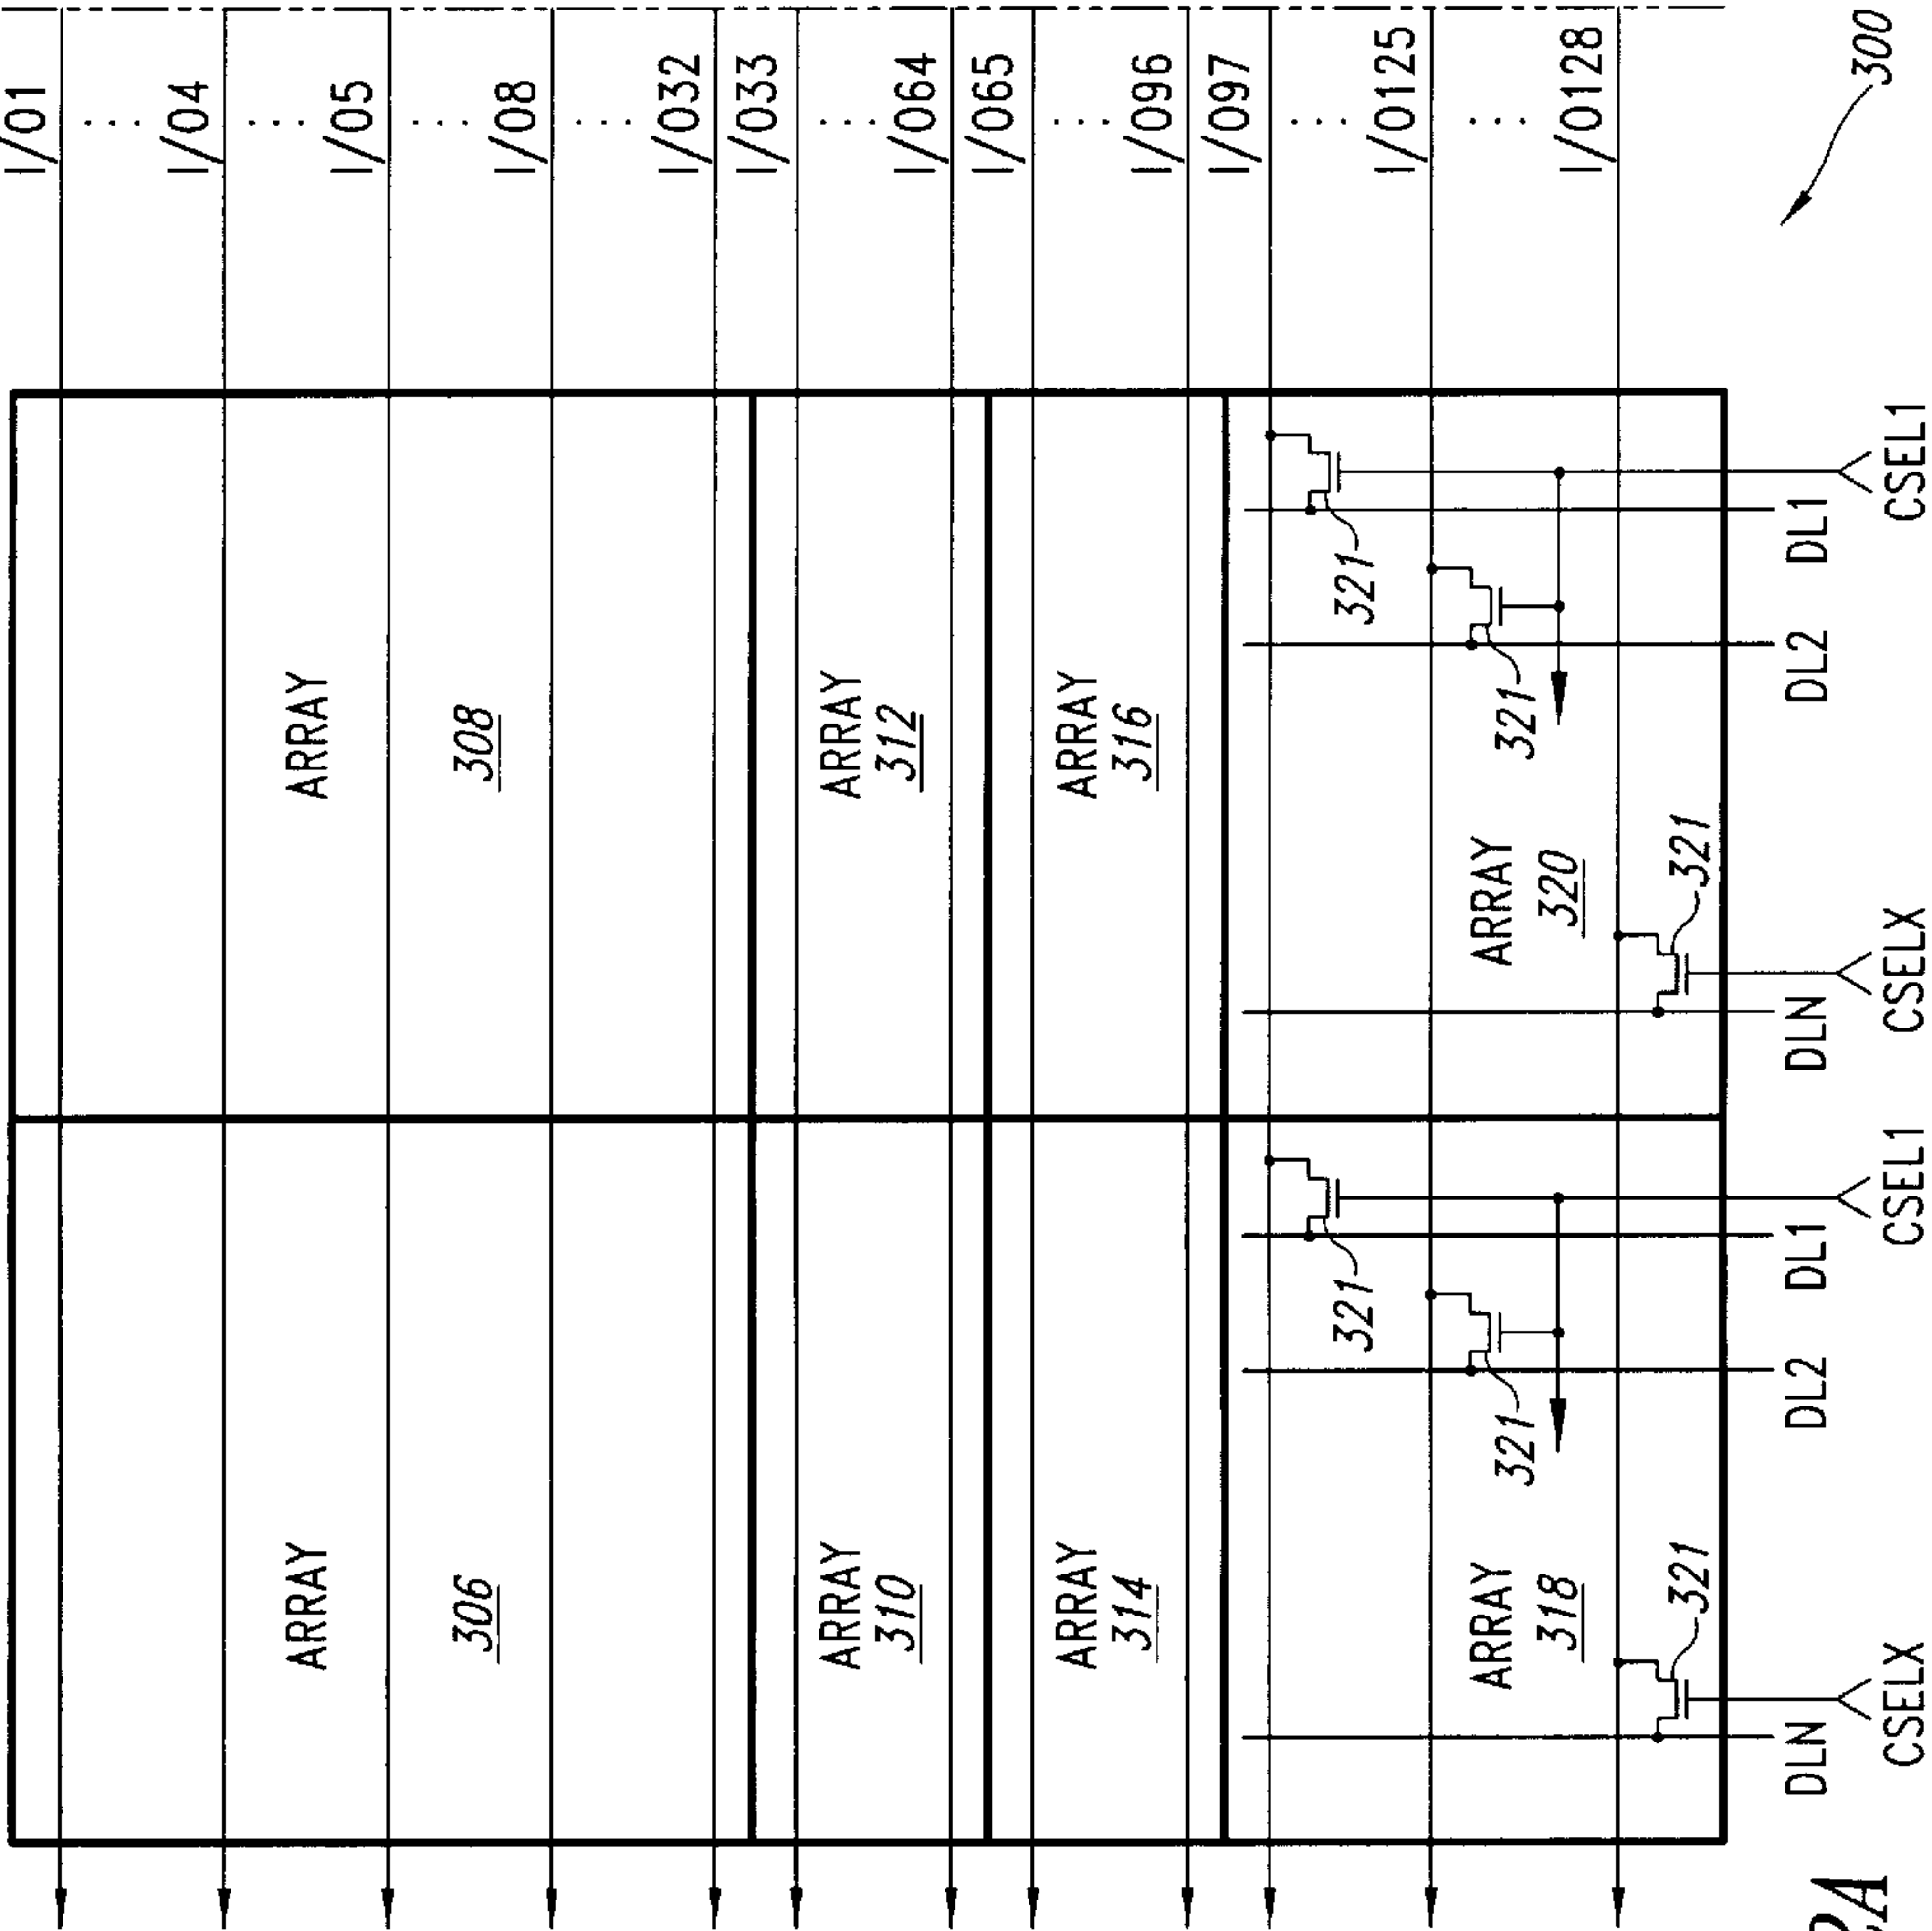 I/O1
I/O4
I/O5
I/O8
I/O32
I/O33
I/O64
I/O65
I/O96
I/O97
I/O125
I/O128
ARRAY
306
ARRAY
308
ARRAY
310
ARRAY
312
ARRAY
314
ARRAY
316
321
321
321
321
ARRAY
318
ARRAY
320
321
321
DLN
DL2
DL1
DLN
DL2
DL1
CSELX
CSEL1
CSELX
CSEL1
300
2A